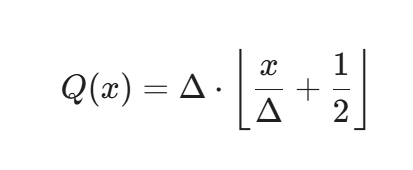 Q(x) = Δ · ⌊x/Δ + 1/2⌋